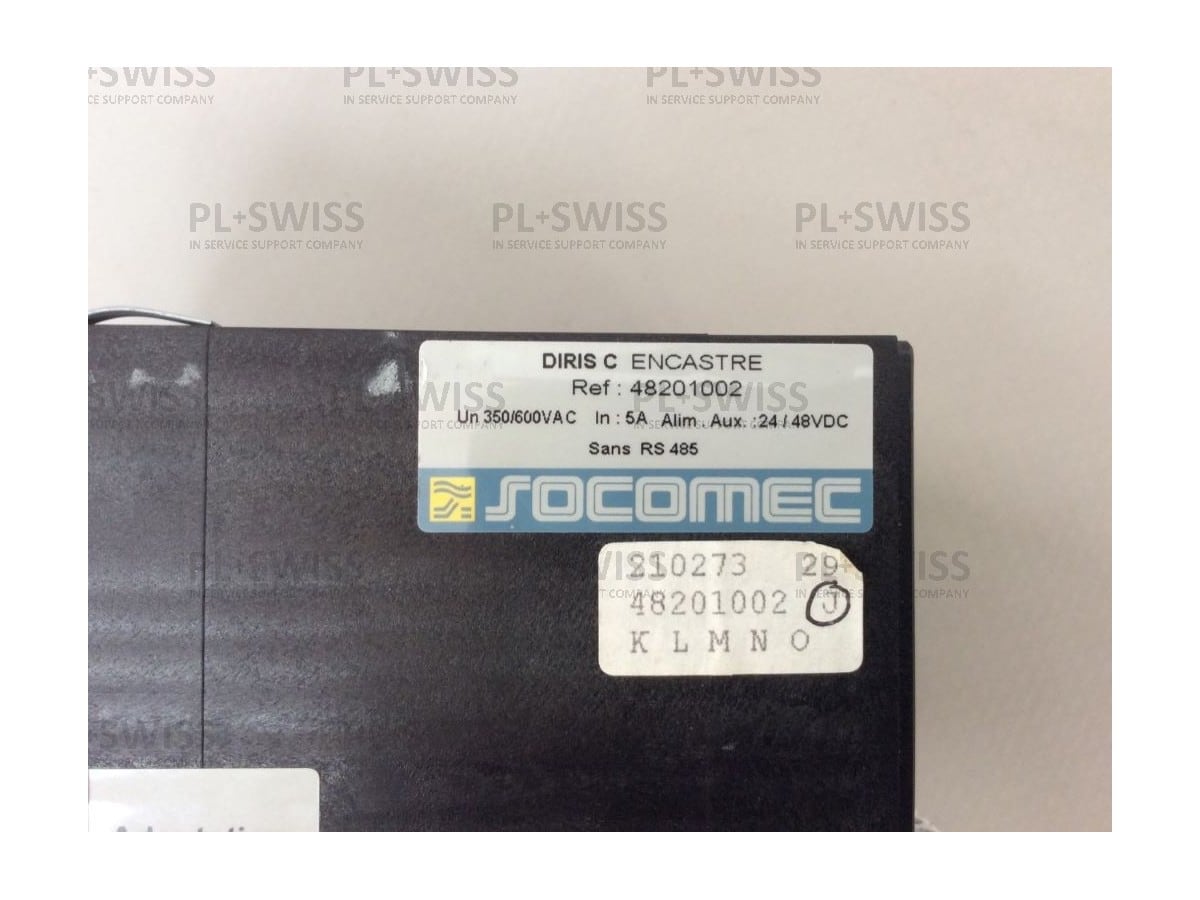 PL+SWISS PL+SWISS PL+SWISS
IN SERVICE SUPPORT COMPANY IN SERVICE SUPPORT COMPANY IN SERVICE SUPPORT COMPANY
PL+SWISS PL+SWISS PL+SWISS
IN SERVICE SUPPORT COMPANY IN SERVICE SUPPORT COMPANY IN SERVICE SUPPORT COMPANY
DIRIS C ENCASTRE
Ref : 48201002
Un 350/600VAC In : 5A Alim. Aux. : 24 / 48VDC
Sans RS 485
SOCOMEC
210273 29
48201002 J
K L M N O